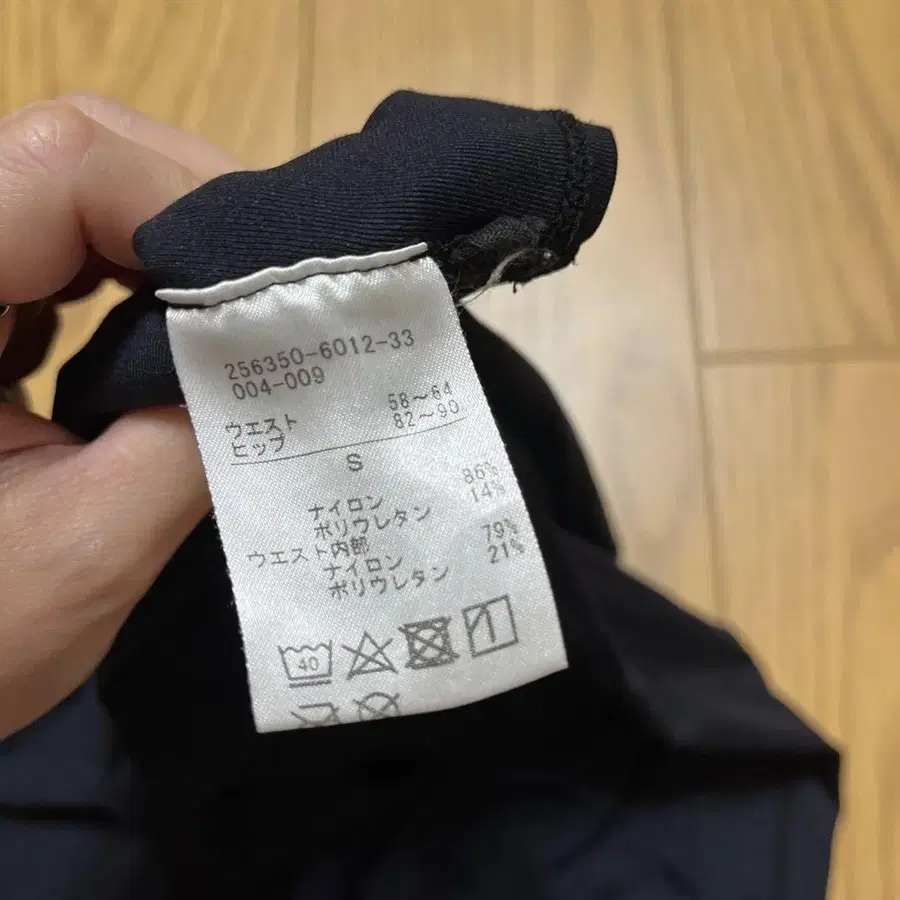 256350-6012-33
004-009
ウエスト 58～64
ヒップ 82～90
S
ナイロン 86%
ポリウレタン 14%
ウエスト内部
ナイロン 79%
ポリウレタン 21%
40